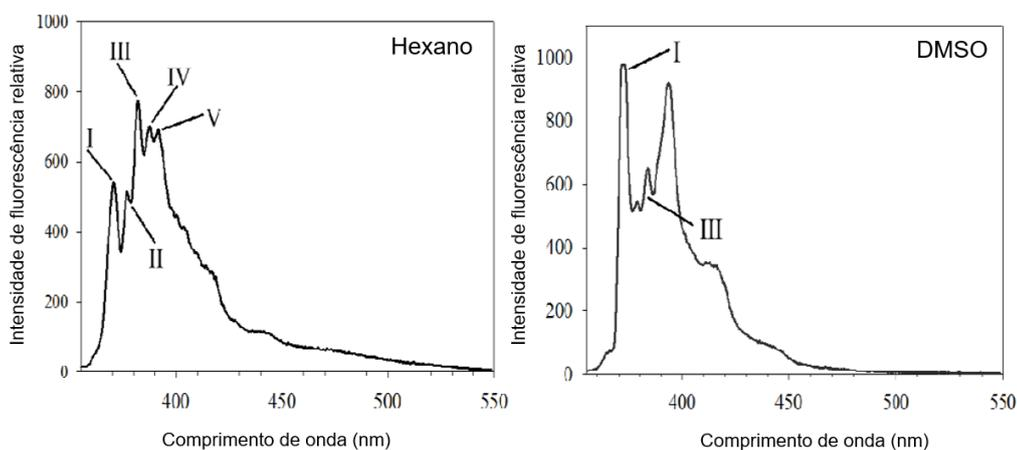 Intensidade de fluorescência relativa
1000
800
600
400
200
0
Hexano
I
II
III
IV
V
400
450
500
550
Comprimento de onda (nm)
Intensidade de fluorescência relativa
1000
800
600
400
200
0
DMSO
I
III
400
450
500
550
Comprimento de onda (nm)